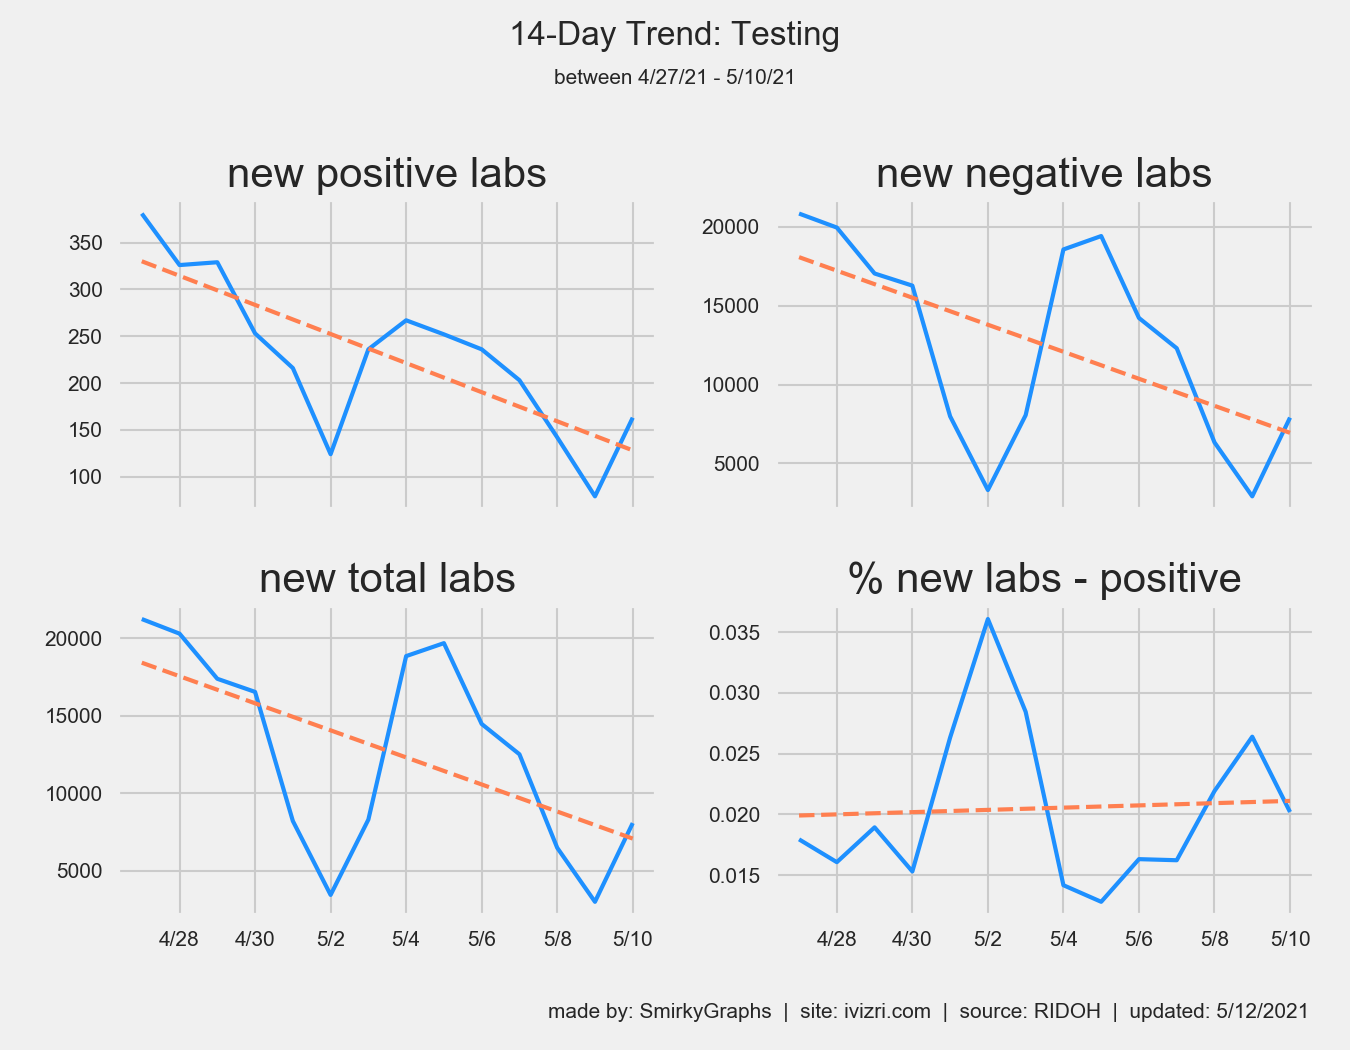 14-Day Trend: Testing
between 4/27/21 - 5/10/21
new positive labs
350
300
250
200
150
100
new negative labs
20000
15000
10000
5000
new total labs
20000
15000
10000
5000
4/28 4/30 5/2 5/4 5/6 5/8 5/10
% new labs - positive
0.035
0.030
0.025
0.020
0.015
4/28 4/30 5/2 5/4 5/6 5/8 5/10
made by: SmirkyGraphs | site: ivizri.com | source: RIDOH | updated: 5/12/2021